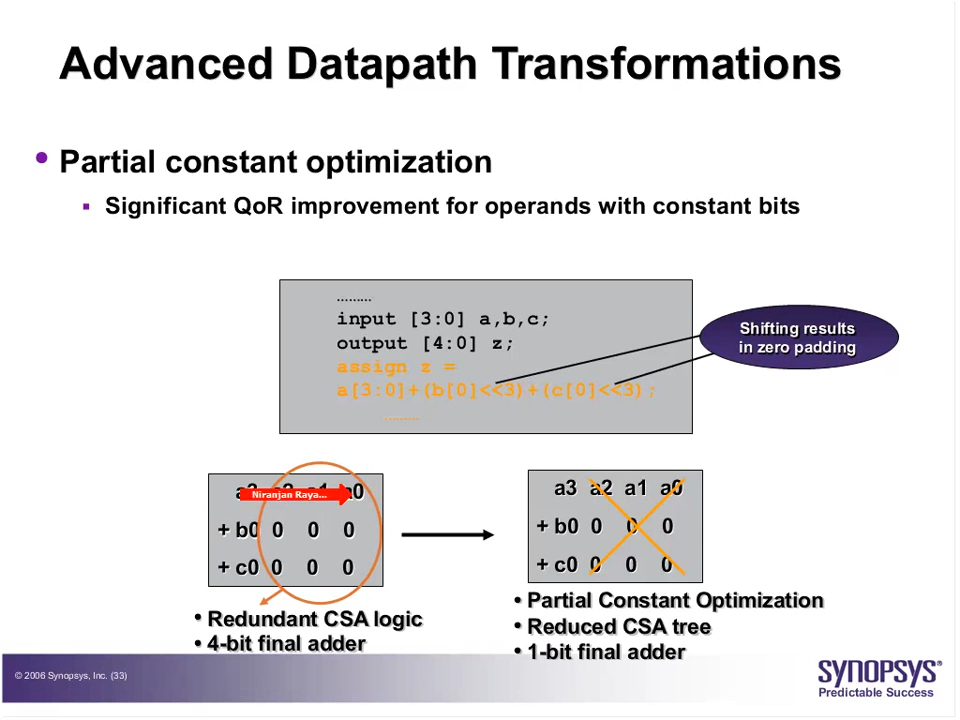 Advanced Datapath Transformations
• Partial constant optimization
▪ Significant QoR improvement for operands with constant bits
.........
input [3:0] a,b,c;
output [4:0] z;
assign z =
a[3:0]+(b[0]<<3)+(c[0]<<3);
.........
Shifting results
in zero padding
a3 a2 a1 a0
Niranjan Raya...
+ b0 0 0 0
+ c0 0 0 0
a3 a2 a1 a0
+ b0 0 0 0
+ c0 0 0 0
• Redundant CSA logic
• 4-bit final adder
• Partial Constant Optimization
• Reduced CSA tree
• 1-bit final adder
© 2006 Synopsys, Inc. (33)
SYNOPSYS®
Predictable Success